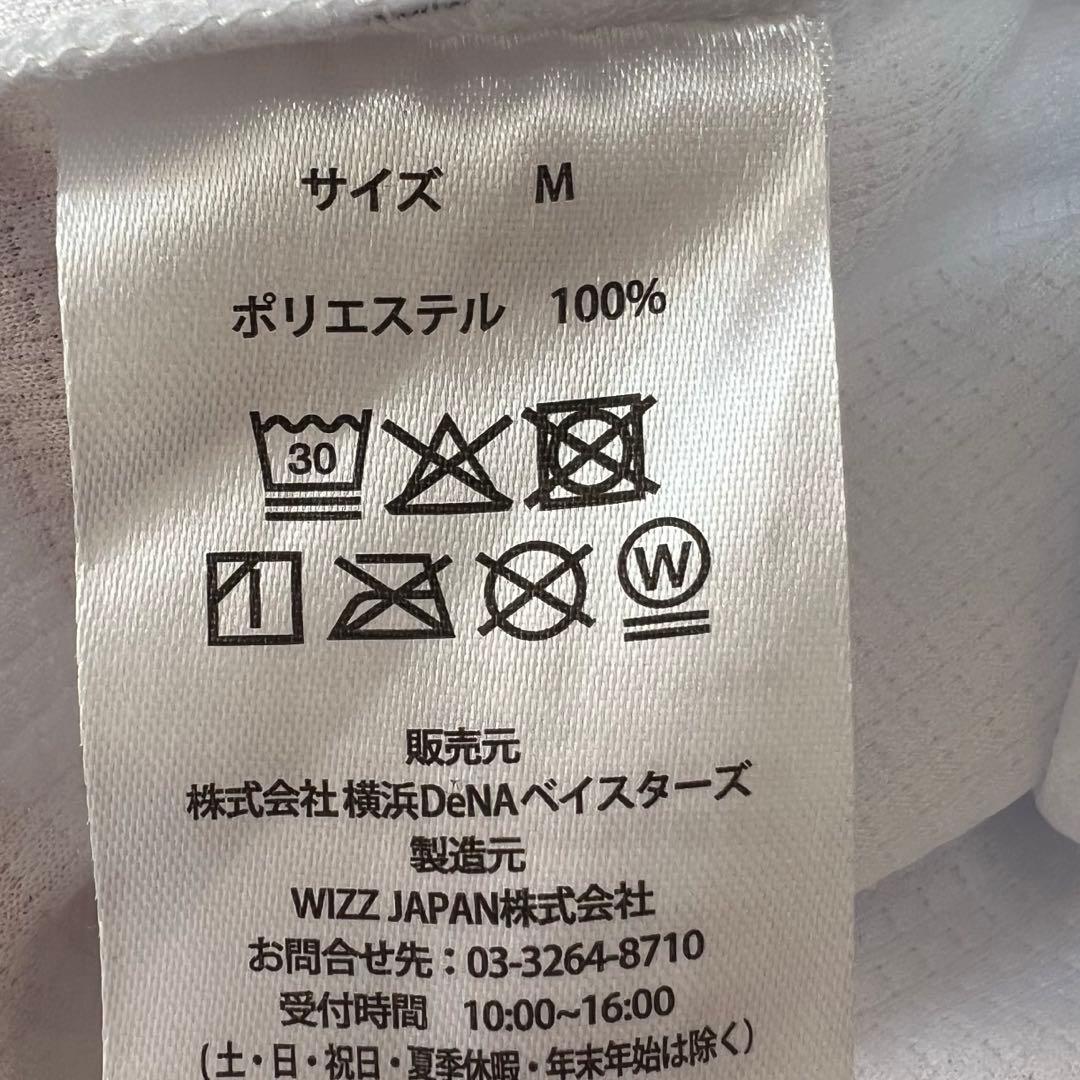 サイズ M
ポリエステル 100%
30
W
販売元
株式会社 横浜DeNAベイスターズ
製造元
WIZZ JAPAN株式会社
お問合せ先：03-3264-8710
受付時間 10:00~16:00
(土・日・祝日・夏季休暇・年末年始は除く)